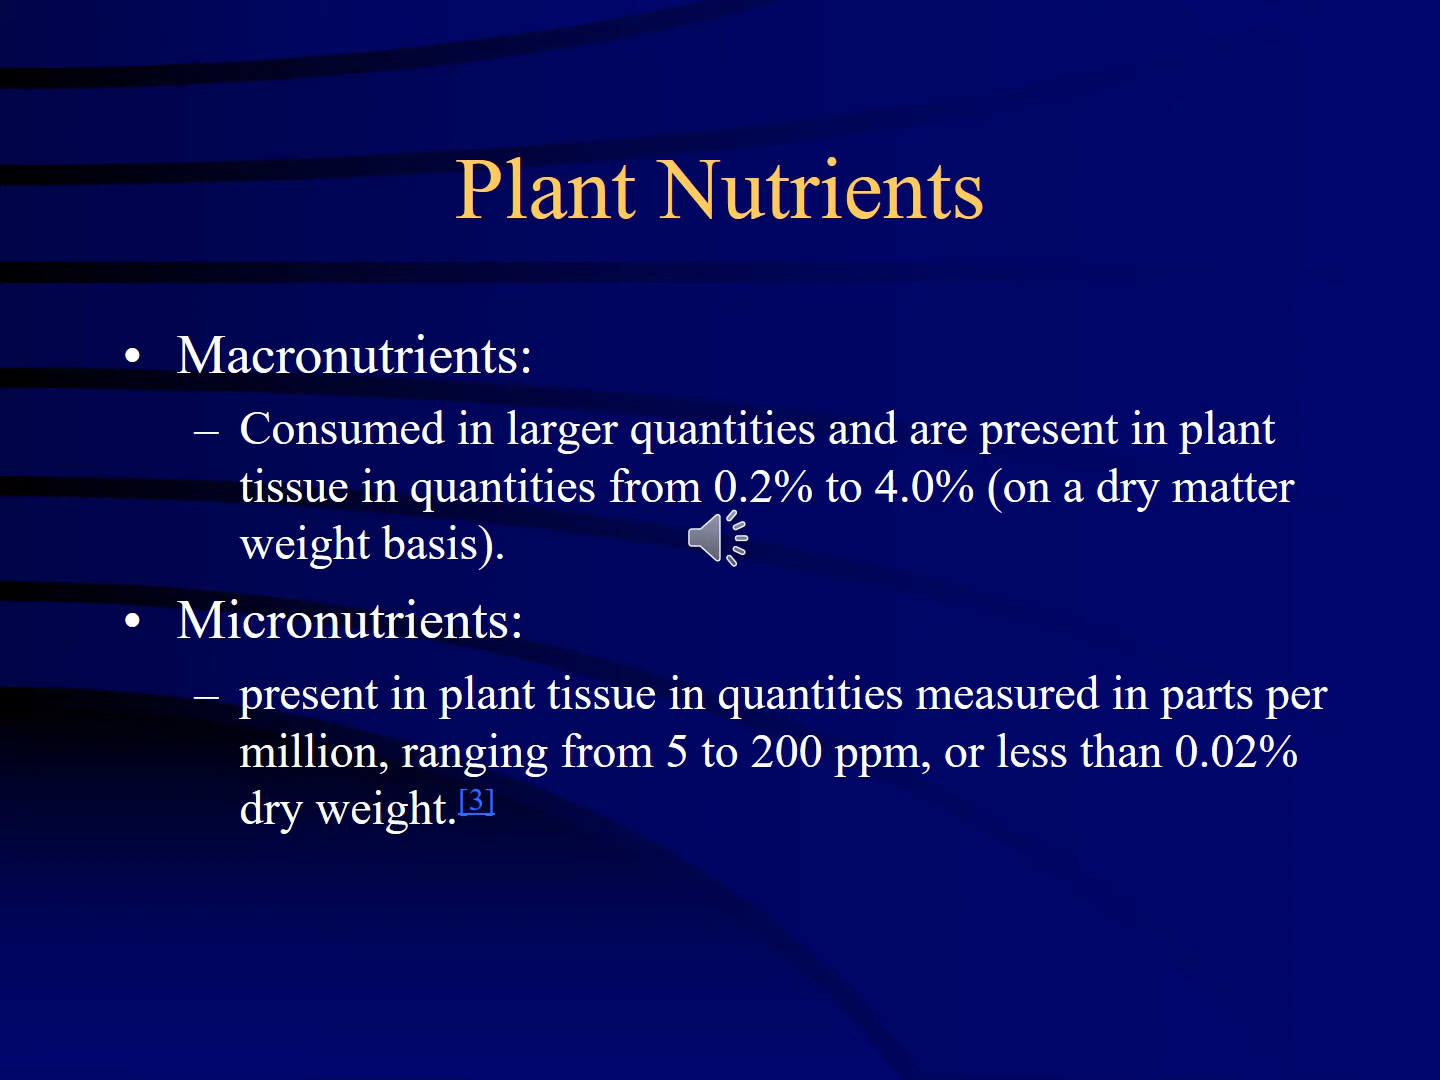 Plant Nutrients
• Macronutrients:
– Consumed in larger quantities and are present in plant
tissue in quantities from 0.2% to 4.0% (on a dry matter
weight basis).
• Micronutrients:
– present in plant tissue in quantities measured in parts per
million, ranging from 5 to 200 ppm, or less than 0.02%
dry weight.[3]